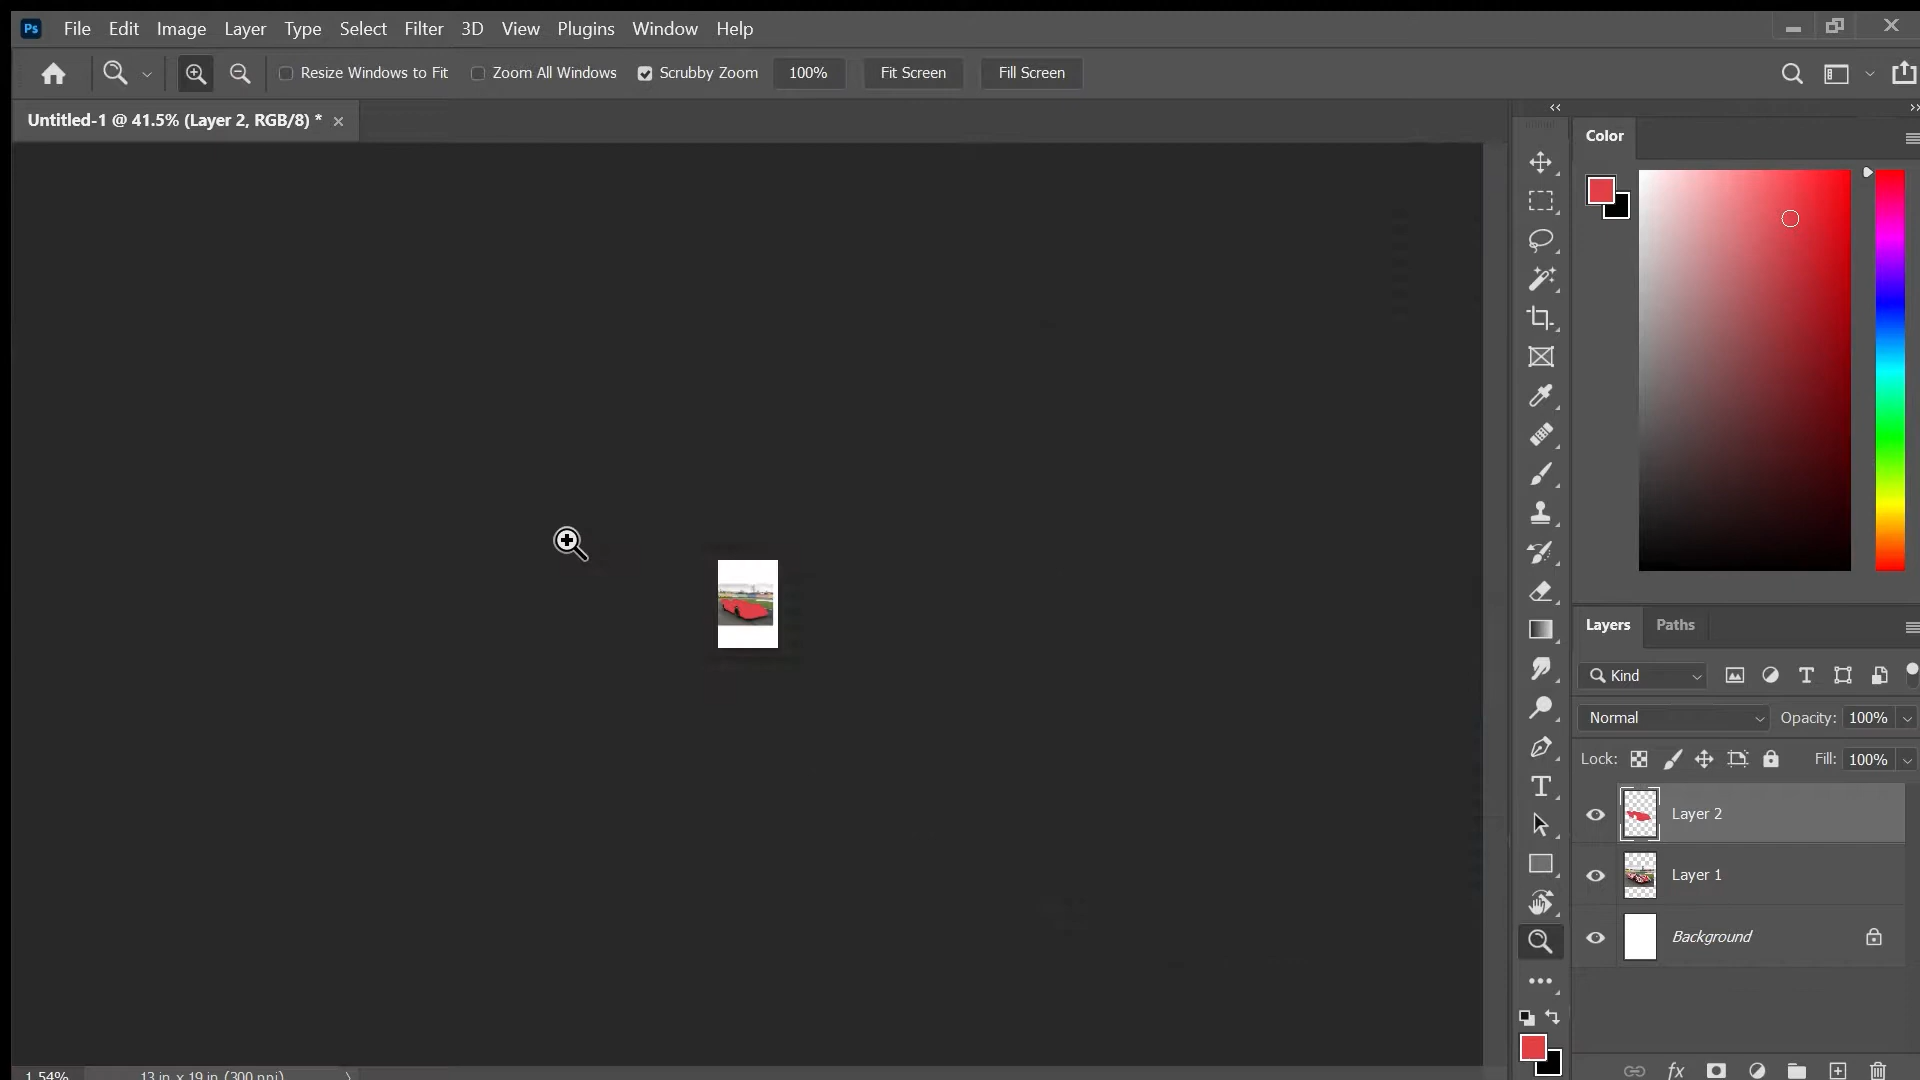 Ps File Edit Image Layer Type Select Filter 3D View Plugins Window Help
Resize Windows to Fit Zoom All Windows Scrubby Zoom 100% Fit Screen Fill Screen
Untitled-1 @ 41.5% (Layer 2, RGB/8) *
Color
Layers Paths
Kind
Normal Opacity: 100%
Lock: Fill: 100%
Layer 2
Layer 1
Background
fx
1.54% 13 in x 19 in (300 ppi)